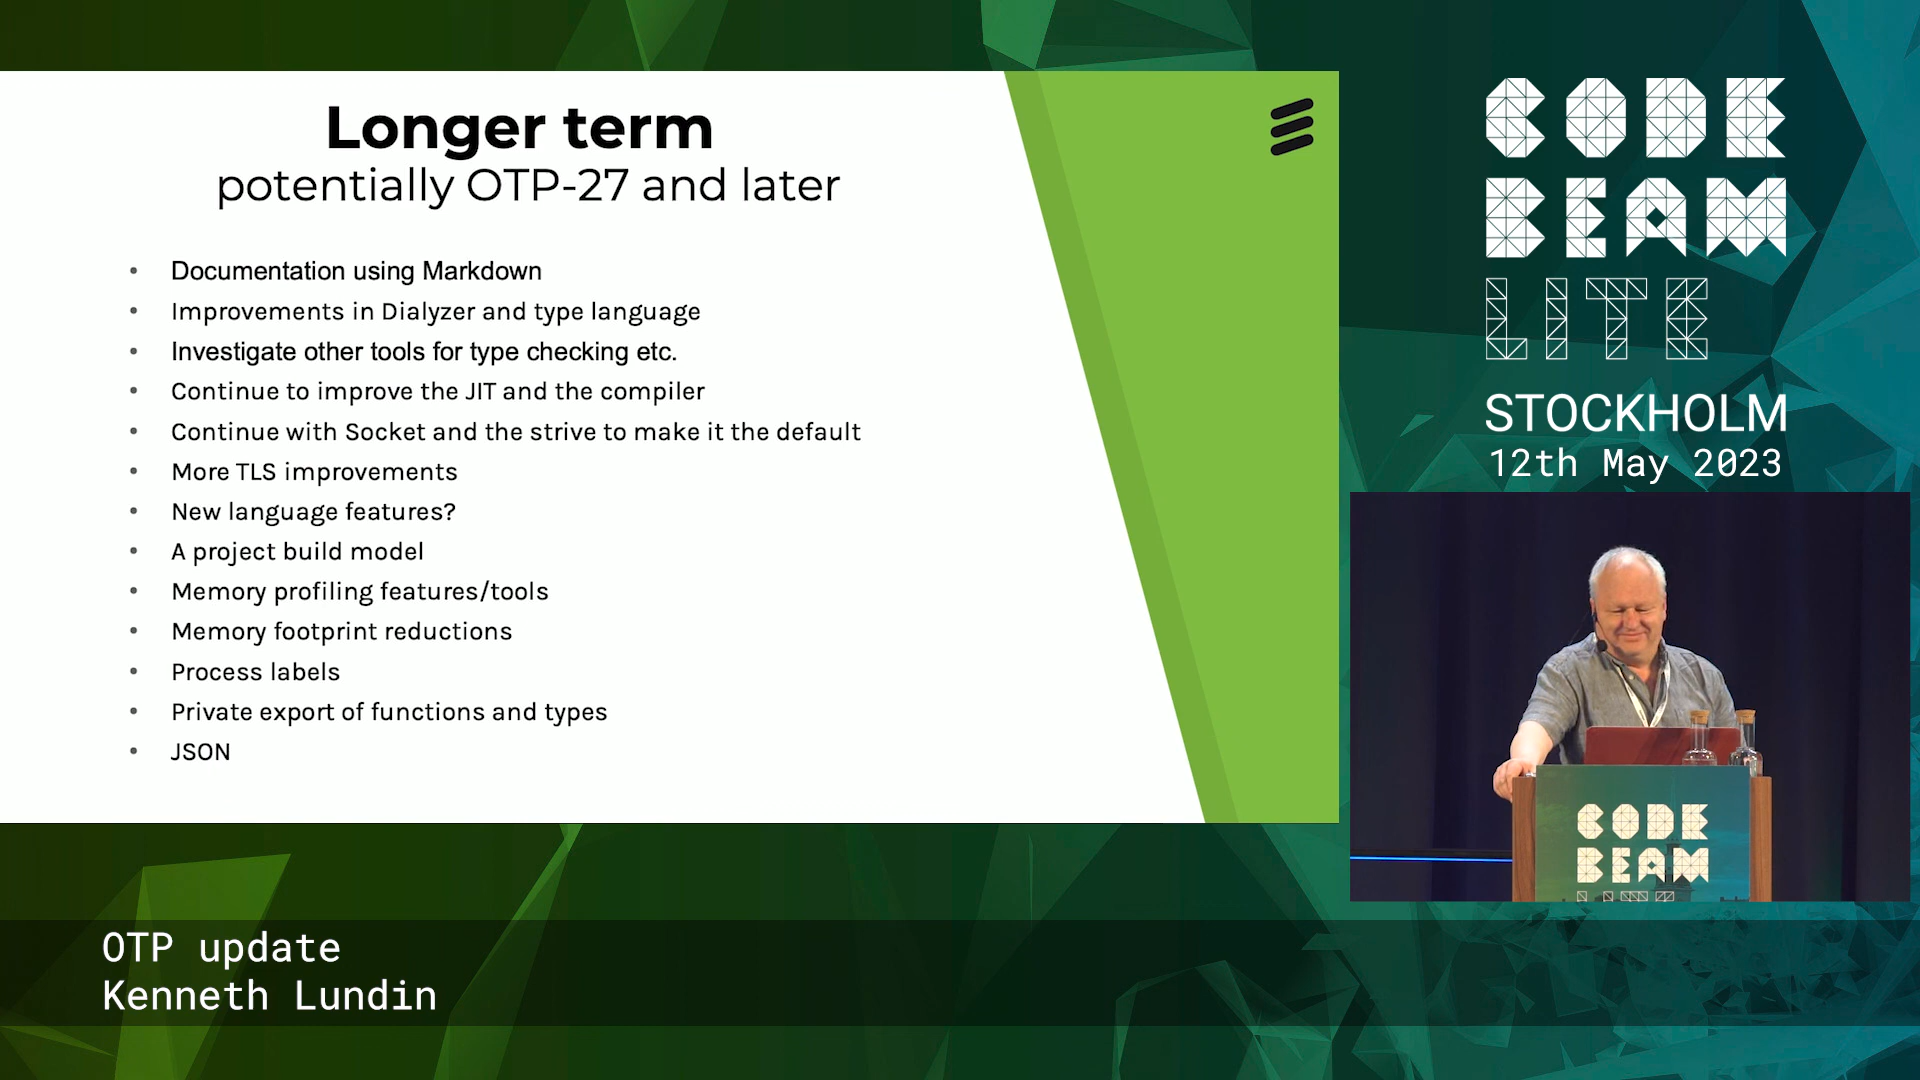 Longer term
potentially OTP-27 and later
• Documentation using Markdown
• Improvements in Dialyzer and type language
• Investigate other tools for type checking etc.
• Continue to improve the JIT and the compiler
• Continue with Socket and the strive to make it the default
• More TLS improvements
• New language features?
• A project build model
• Memory profiling features/tools
• Memory footprint reductions
• Process labels
• Private export of functions and types
• JSON
CODE
BEAM
LITE
STOCKHOLM
12th May 2023
CODE
BEAM
LITE
OTP update
Kenneth Lundin